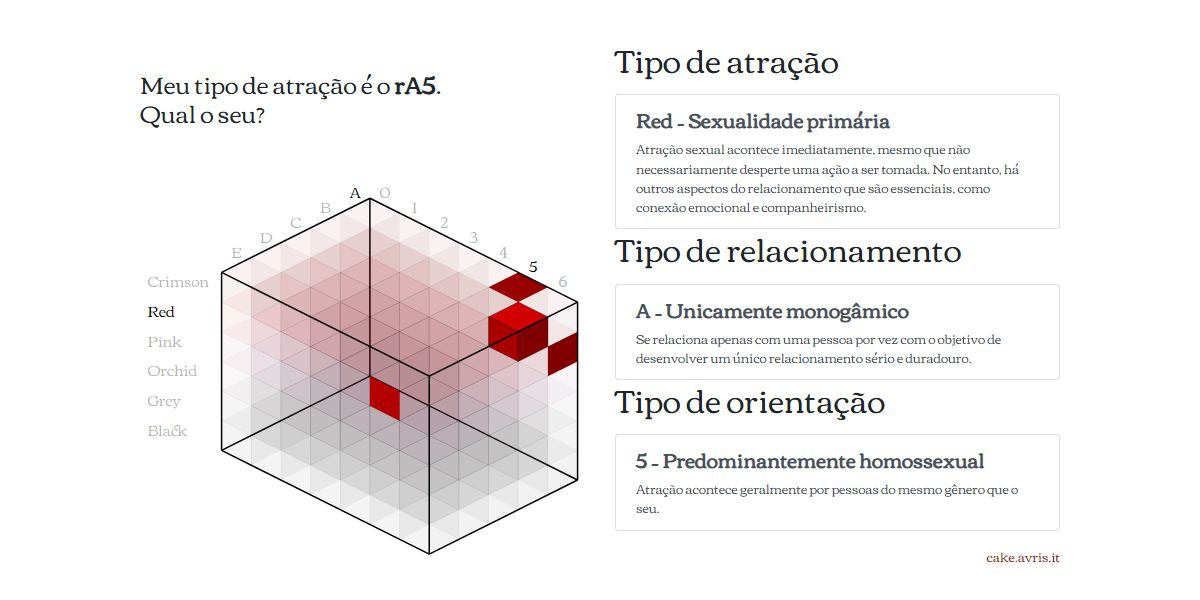 Meu tipo de atração é o rA5.
Qual o seu?
A
O
B
1
C
2
D
3
E
4
5
6
Crimson
Red
Pink
Orchid
Grey
Black
Tipo de atração
Red - Sexualidade primária
Atração sexual acontece imediatamente, mesmo que não
necessariamente desperte uma ação a ser tomada. No entanto, há
outros aspectos do relacionamento que são essenciais, como
conexão emocional e companheirismo.
Tipo de relacionamento
A - Unicamente monogâmico
Se relaciona apenas com uma pessoa por vez com o objetivo de
desenvolver um único relacionamento sério e duradouro.
Tipo de orientação
5 - Predominantemente homossexual
Atração acontece geralmente por pessoas do mesmo gênero que o
seu.
cake.avris.it